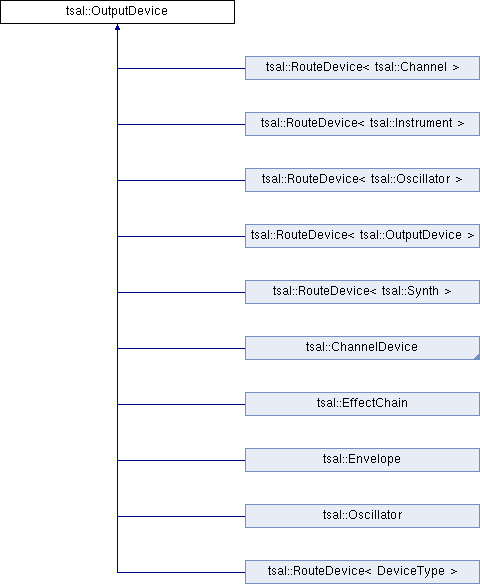 tsal::OutputDevice
tsal::RouteDevice< tsal::Channel >
tsal::RouteDevice< tsal::Instrument >
tsal::RouteDevice< tsal::Oscillator >
tsal::RouteDevice< tsal::OutputDevice >
tsal::RouteDevice< tsal::Synth >
tsal::ChannelDevice
tsal::EffectChain
tsal::Envelope
tsal::Oscillator
tsal::RouteDevice< DeviceType >